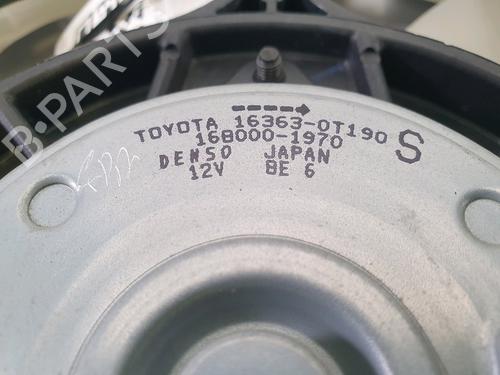 B-PARTS
TOYOTA 16363-0T190 S
168000-1970
DENSO JAPAN
12V BE 6